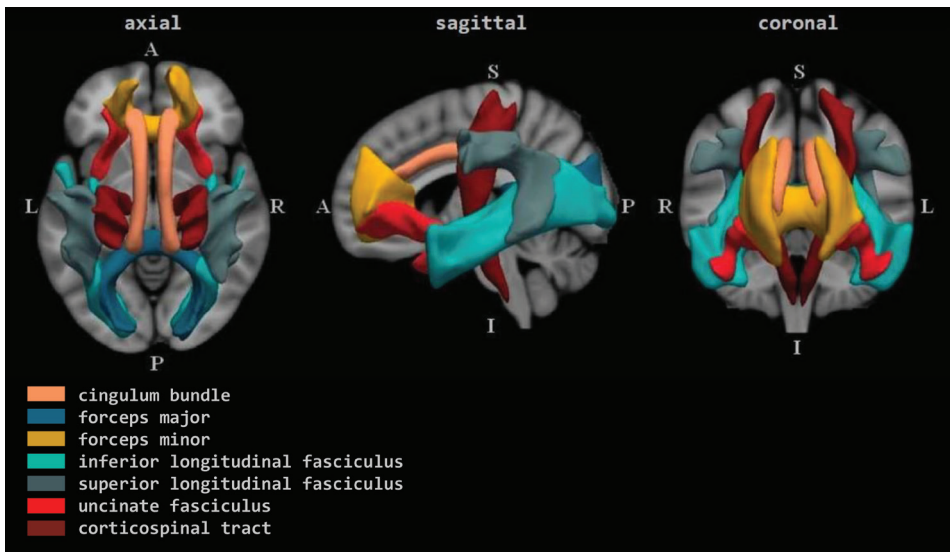 axial sagittal coronal
A S S
L R A P R L
P I I
cingulum bundle
forceps major
forceps minor
inferior longitudinal fasciculus
superior longitudinal fasciculus
uncinate fasciculus
corticospinal tract